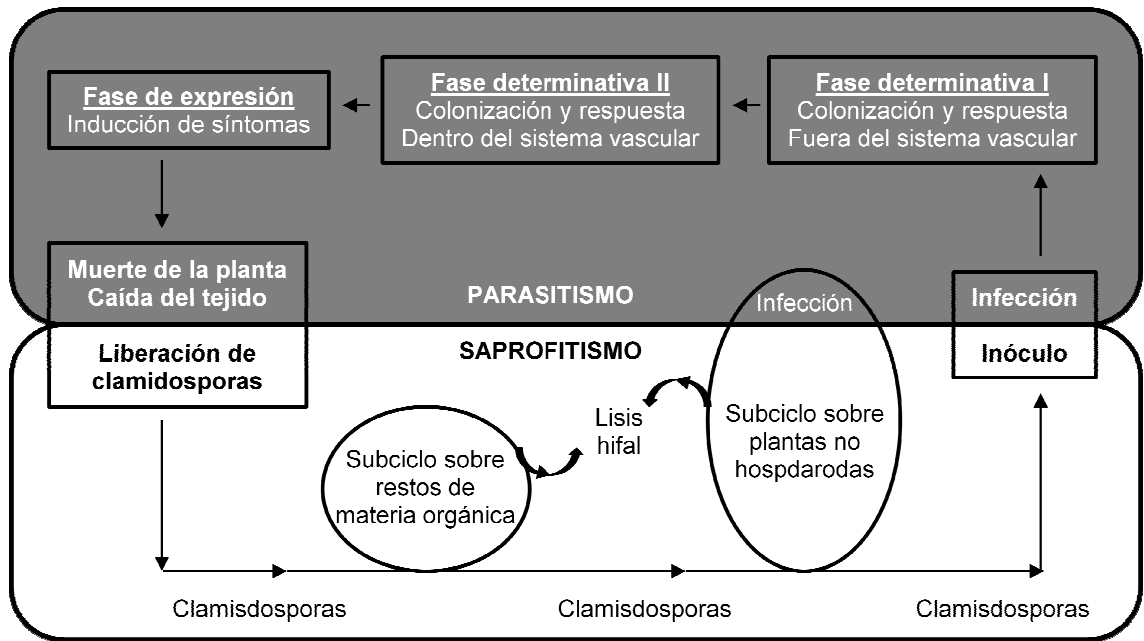 Fase de expresión
Inducción de síntomas
Fase determinativa II
Colonización y respuesta
Dentro del sistema vascular
Fase determinativa I
Colonización y respuesta
Fuera del sistema vascular
Muerte de la planta
Caída del tejido
PARASITISMO
Infección
Infección
Liberación de
clamidosporas
SAPROFITISMO
Inóculo
Lisis
hifal
Subciclo sobre
restos de
materia orgánica
Subciclo sobre
plantas no
hospdarodas
Clamisdosporas
Clamisdosporas
Clamisdosporas